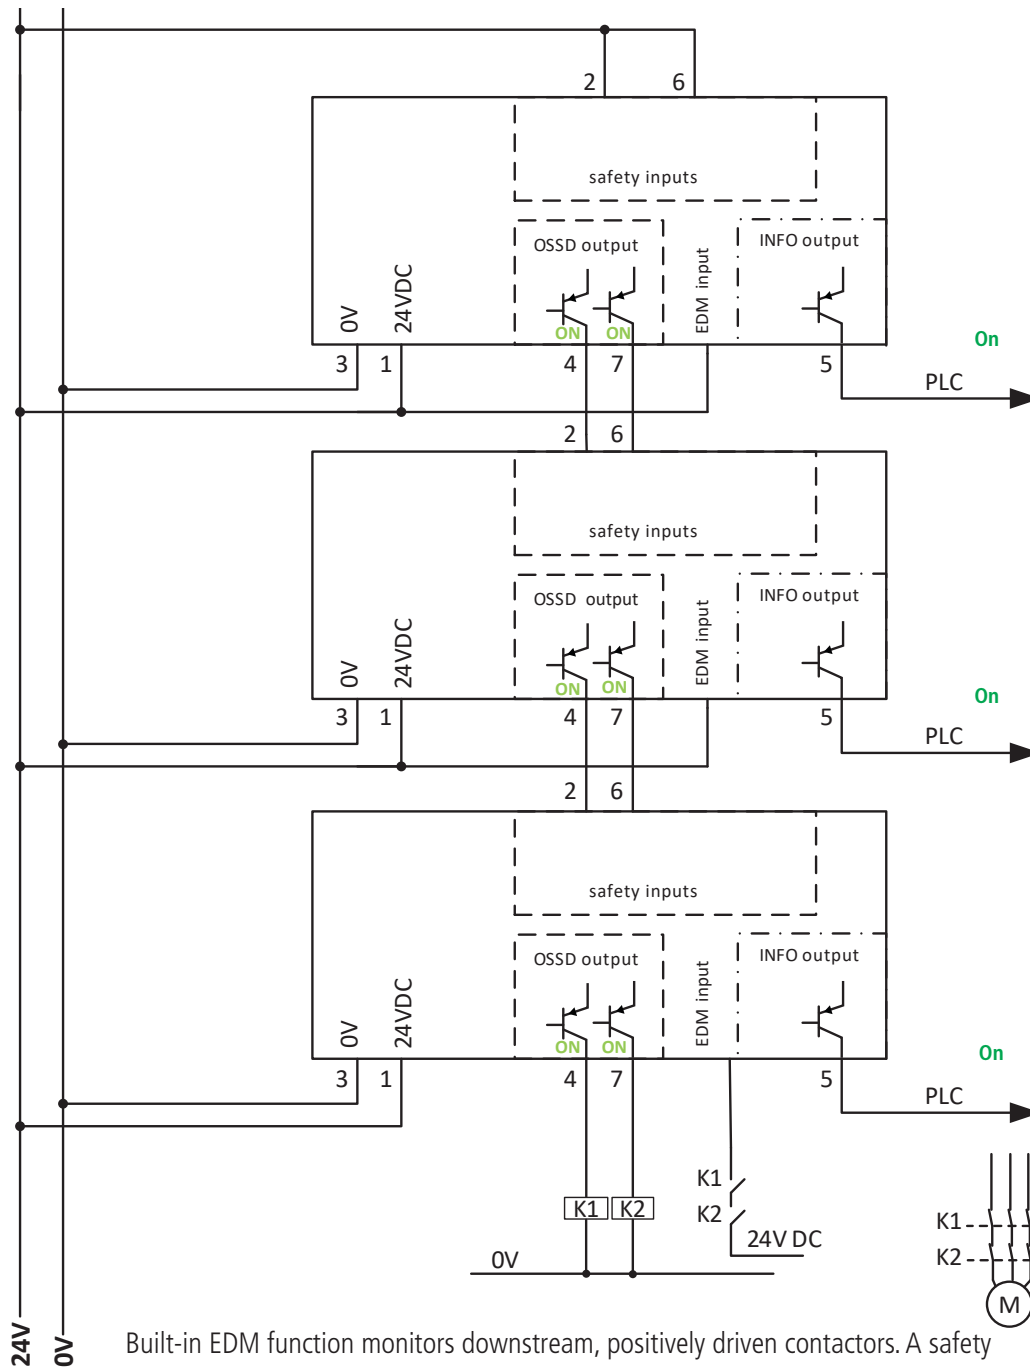 2 6
safety inputs
OSSD output
INFO output
EDM input
0V
24VDC
ON ON
On
3 1 4 7 5
PLC
2 6
safety inputs
OSSD output
INFO output
EDM input
0V
24VDC
ON ON
On
3 1 4 7 5
PLC
2 6
safety inputs
OSSD output
INFO output
EDM input
0V
24VDC
ON ON
On
3 1 4 7 5
PLC
K1
K1 K2
K2
24V DC
0V
K1
K2
M
24V
0V
Built-in EDM function monitors downstream, positively driven contactors. A safety